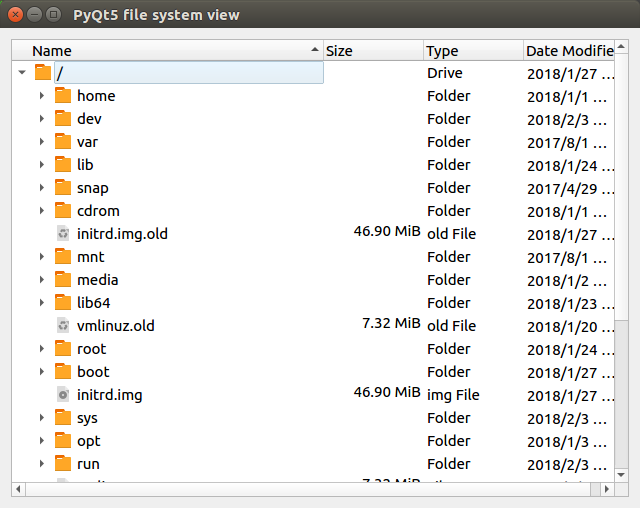 PyQt5 file system view
Name Size Type Date Modifie
/ Drive 2018/1/27 ...
home Folder 2018/1/1 ...
dev Folder 2018/2/3 ...
var Folder 2017/8/1 ...
lib Folder 2018/1/24 ...
snap Folder 2017/4/29 ...
cdrom Folder 2018/1/1 ...
initrd.img.old 46.90 MiB old File 2018/1/27 ...
mnt Folder 2017/8/1 ...
media Folder 2018/1/2 ...
lib64 Folder 2018/1/23 ...
vmlinuz.old 7.32 MiB old File 2018/1/20 ...
root Folder 2018/1/24 ...
boot Folder 2018/1/27 ...
initrd.img 46.90 MiB img File 2018/1/27 ...
sys Folder 2018/2/3 ...
opt Folder 2018/1/3 ...
run Folder 2018/2/3 ...
7.32 MiB